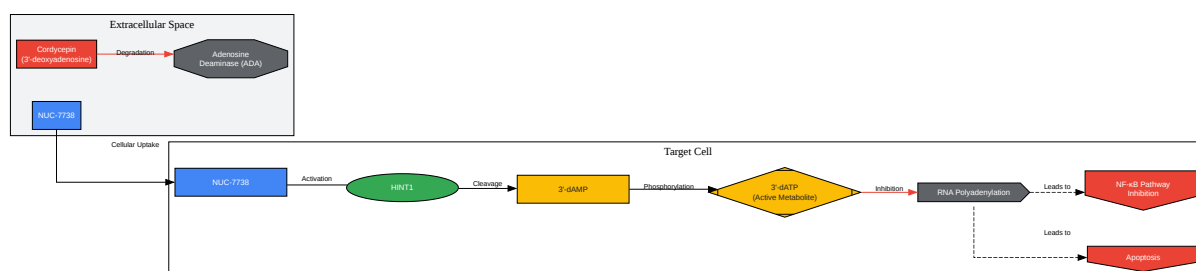 Extracellular Space
Cordycepin
(3'-deoxyadenosine)
Degradation
Adenosine
Deaminase (ADA)
NUC-7738
Cellular Uptake
Target Cell
NUC-7738
Activation
HINT1
Cleavage
3'-dAMP
Phosphorylation
3'-dATP
(Active Metabolite)
Inhibition
RNA Polyadenylation
Leads to
NF-κB Pathway
Inhibition
Leads to
Apoptosis